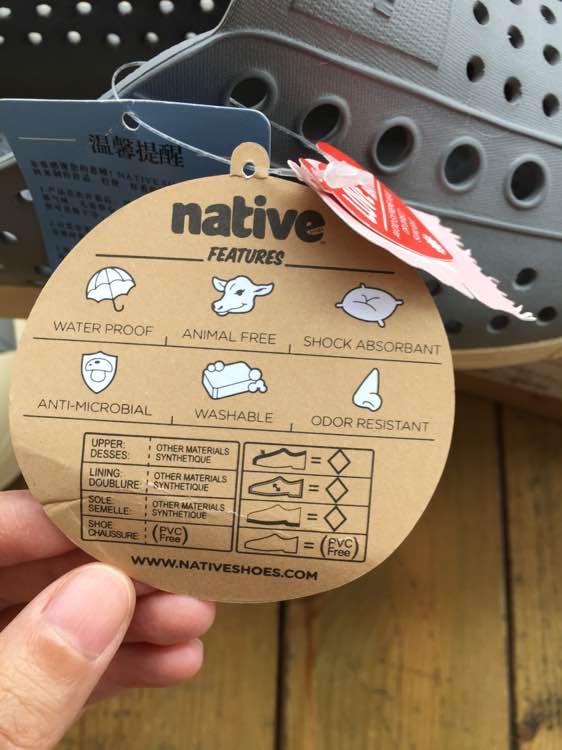 温馨提醒
native
FEATURES
WATER PROOF
ANIMAL FREE
SHOCK ABSORBANT
ANTI-MICROBIAL
WASHABLE
ODOR RESISTANT
UPPER: OTHER MATERIALS
DESSES: SYNTHETIQUE
LINING: OTHER MATERIALS
DOUBLURE: SYNTHETIQUE
SOLE: OTHER MATERIALS
SEMELLE: SYNTHETIQUE
SHOE (PVC
CHAUSSURE: Free)
=
=
=
= (PVC
Free)
WWW.NATIVESHOES.COM